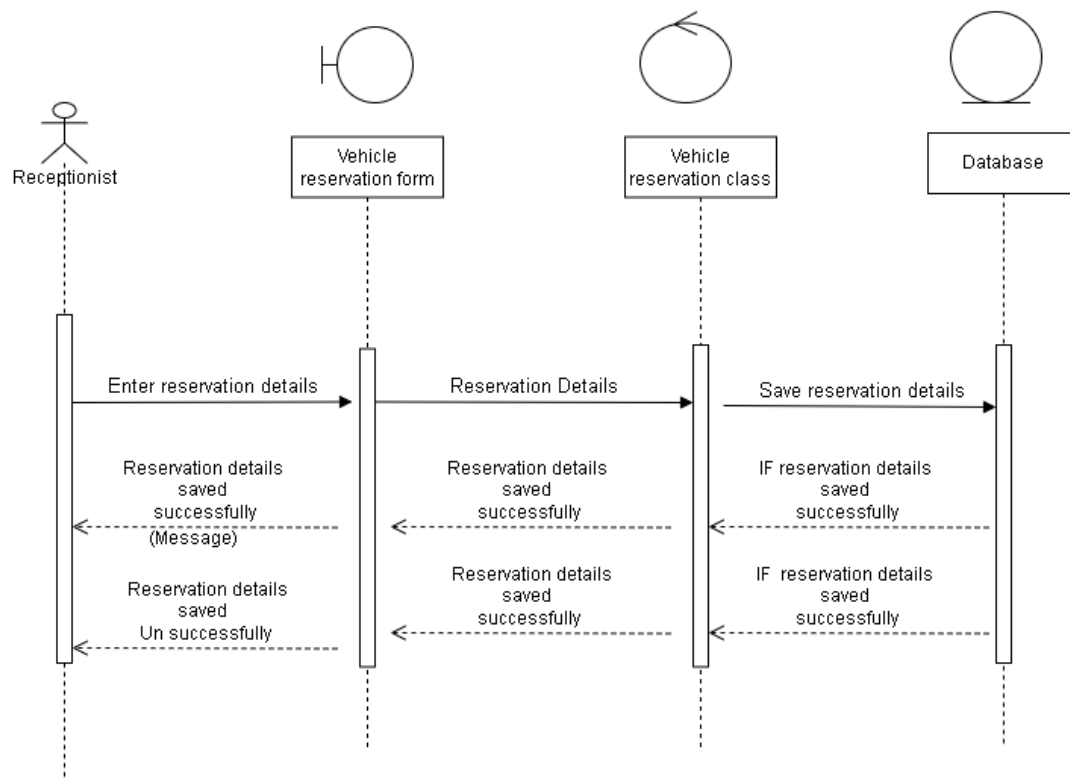 Receptionist
Vehicle
reservation form
Vehicle
reservation class
Database
Enter reservation details
Reservation Details
Save reservation details
Reservation details
saved
successfully
(Message)
Reservation details
saved
successfully
IF reservation details
saved
successfully
Reservation details
saved
Un successfully
Reservation details
saved
successfully
IF reservation details
saved
successfully